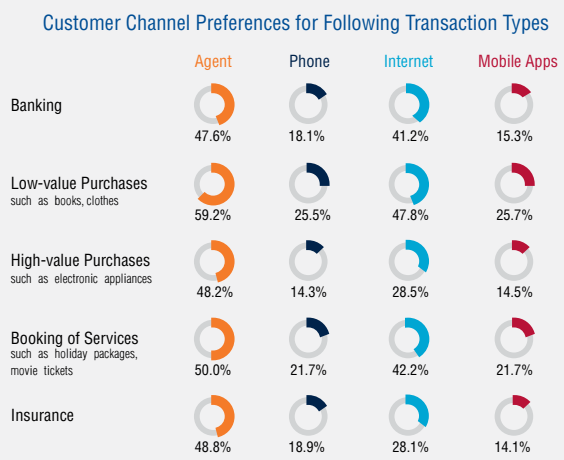 Customer Channel Preferences for Following Transaction Types
Agent Phone Internet Mobile Apps
Banking
47.6% 18.1% 41.2% 15.3%
Low-value Purchases
such as books, clothes
59.2% 25.5% 47.8% 25.7%
High-value Purchases
such as electronic appliances
48.2% 14.3% 28.5% 14.5%
Booking of Services
such as holiday packages,
movie tickets
50.0% 21.7% 42.2% 21.7%
Insurance
48.8% 18.9% 28.1% 14.1%